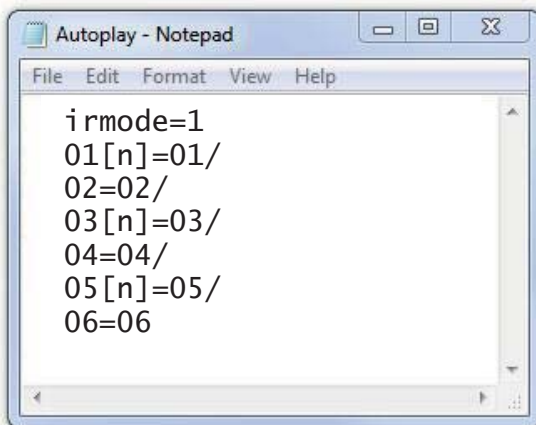 Autoplay - Notepad
File Edit Format View Help
irmode=1
01[n]=01/
02=02/
03[n]=03/
04=04/
05[n]=05/
06=06